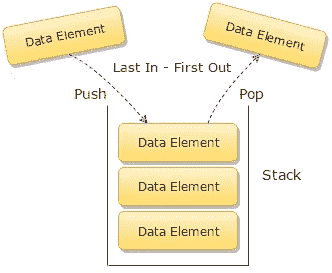 Data Element
Data Element
Last In - First Out
Push
Pop
Data Element
Stack
Data Element
Data Element